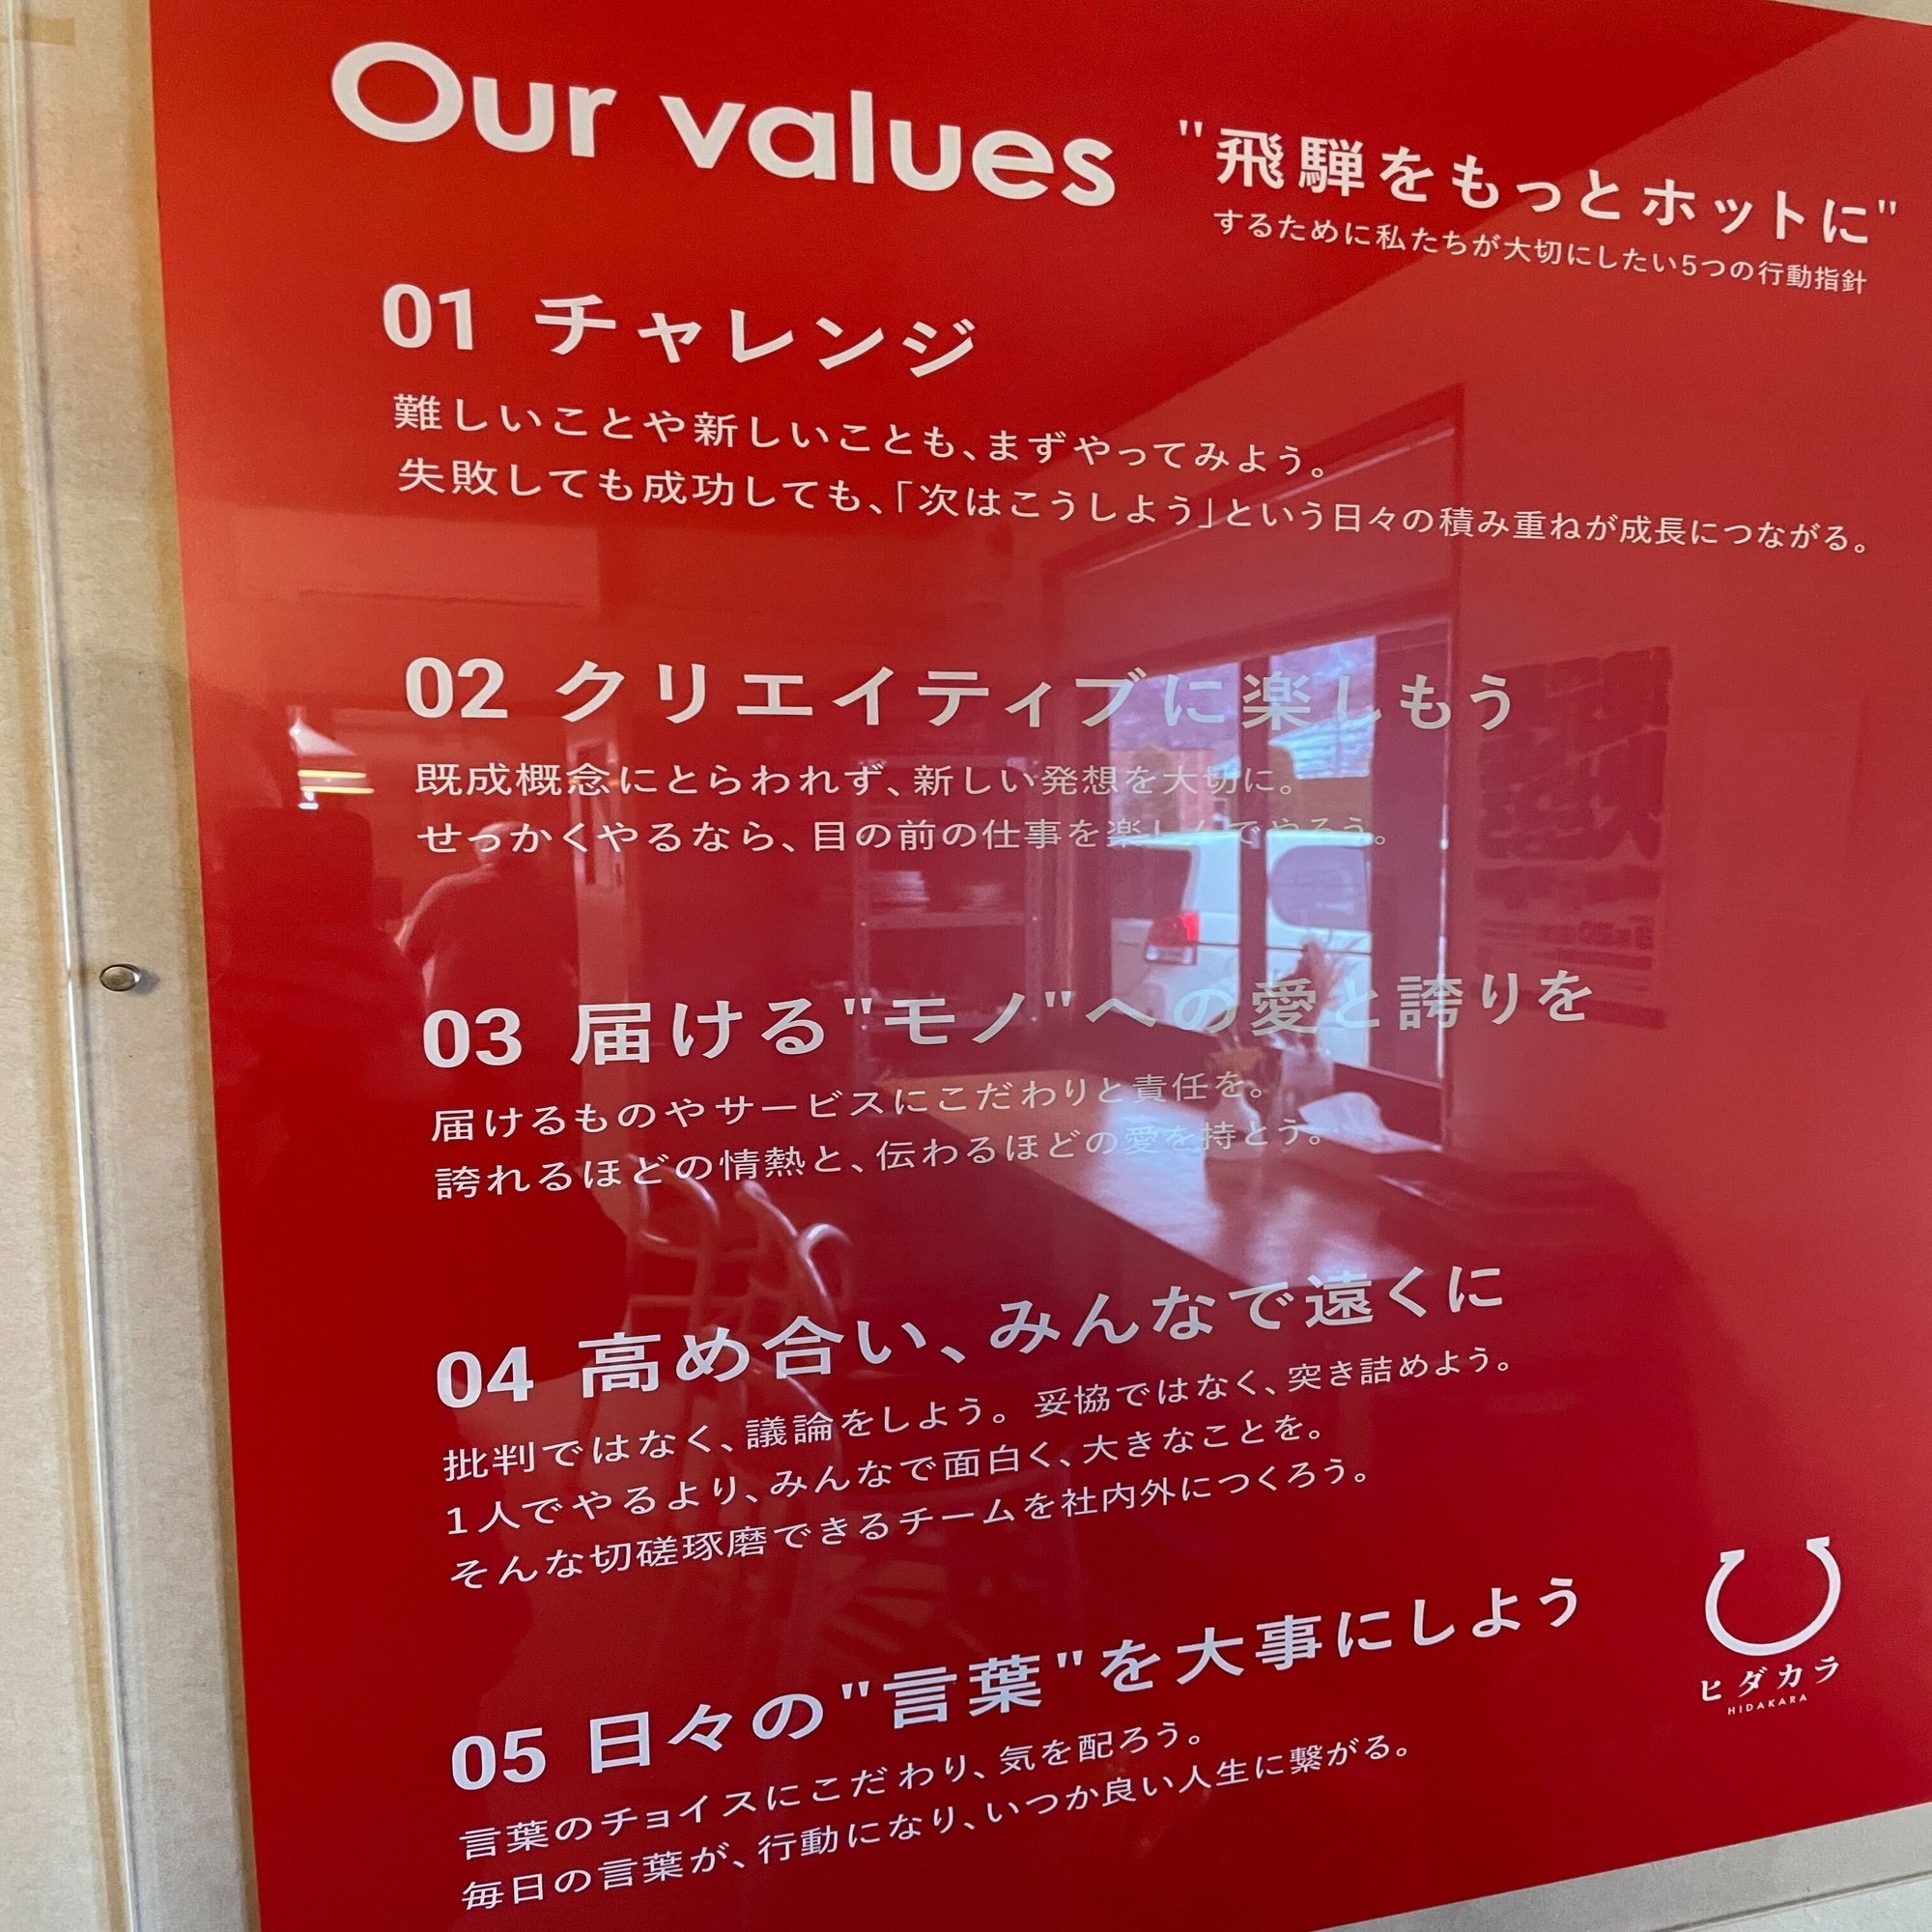 Our values
"飛騨をもっとホットに"
するために私たちが大切にしたい5つの行動指針
01 チャレンジ
難しいことや新しいことも、まずやってみよう。
失敗しても成功しても、「次はこうしよう」という日々の積み重ねが成長につながる。
02 クリエイティブに楽しもう
既成概念にとらわれず、新しい発想を大切に。
せっかくやるなら、目の前の仕事を楽しんでやろう。
03 届ける"モノ"への愛と誇りを
届けるものやサービスにこだわりと責任を。
誇れるほどの情熱と、伝わるほどの愛を持とう。
04 高め合い、みんなで遠くに
批判ではなく、議論をしよう。妥協ではなく、突き詰めよう。
1人でやるより、みんなで面白く、大きなことを。
そんな切磋琢磨できるチームを社内外につくろう。
05 日々の"言葉"を大事にしよう
言葉のチョイスにこだわり、気を配ろう。
毎日の言葉が、行動になり、いつか良い人生に繋がる。
ヒダカラ
HIDAKARA